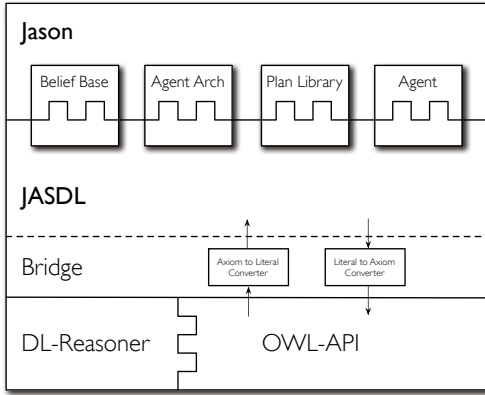 Jason
Belief Base
Agent Arch
Plan Library
Agent
JASDL
Bridge
Axiom to Literal
Converter
Literal to Axiom
Converter
DL-Reasoner
OWL-API